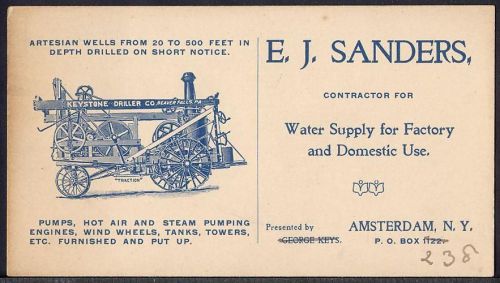 ARTESIAN WELLS FROM 20 TO 500 FEET IN
DEPTH DRILLED ON SHORT NOTICE.
KEYSTONE DRILLER CO. BEAVER FALLS, PA
"TRACTION"
PUMPS, HOT AIR AND STEAM PUMPING
ENGINES, WIND WHEELS, TANKS, TOWERS,
ETC. FURNISHED AND PUT UP.
E. J. SANDERS,
CONTRACTOR FOR
Water Supply for Factory
and Domestic Use.
Presented by
GEORGE KEYS.
AMSTERDAM, N. Y.
P. O. BOX 1122.
238